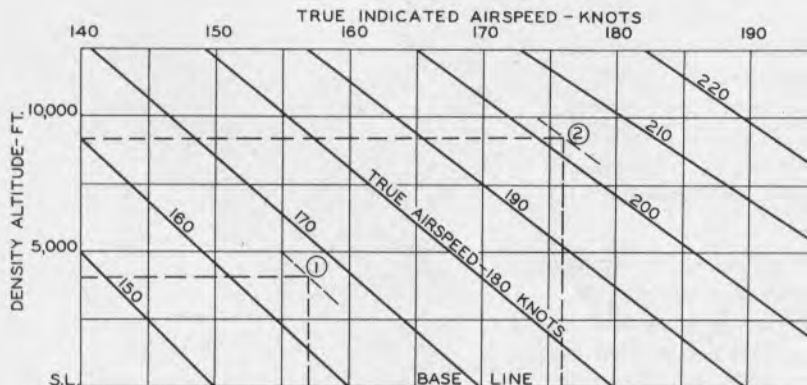 TRUE INDICATED AIRSPEED - KNOTS
140 150 160 170 180 190
DENSITY ALTITUDE - FT.
10,000
5,000
S.L.
220
210
200
190
TRUE AIRSPEED - 180 KNOTS
170
160
150
②
①
BASE LINE